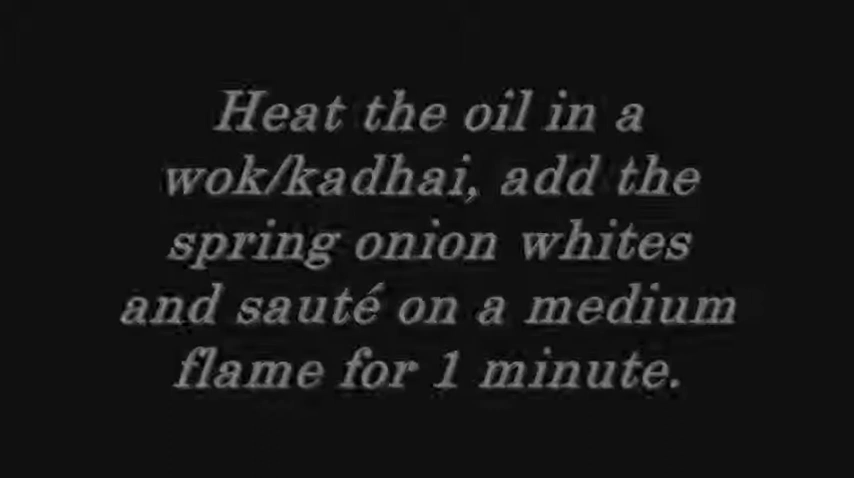 Heat the oil in a
wok/kadhai, add the
spring onion whites
and sauté on a medium
flame for 1 minute.